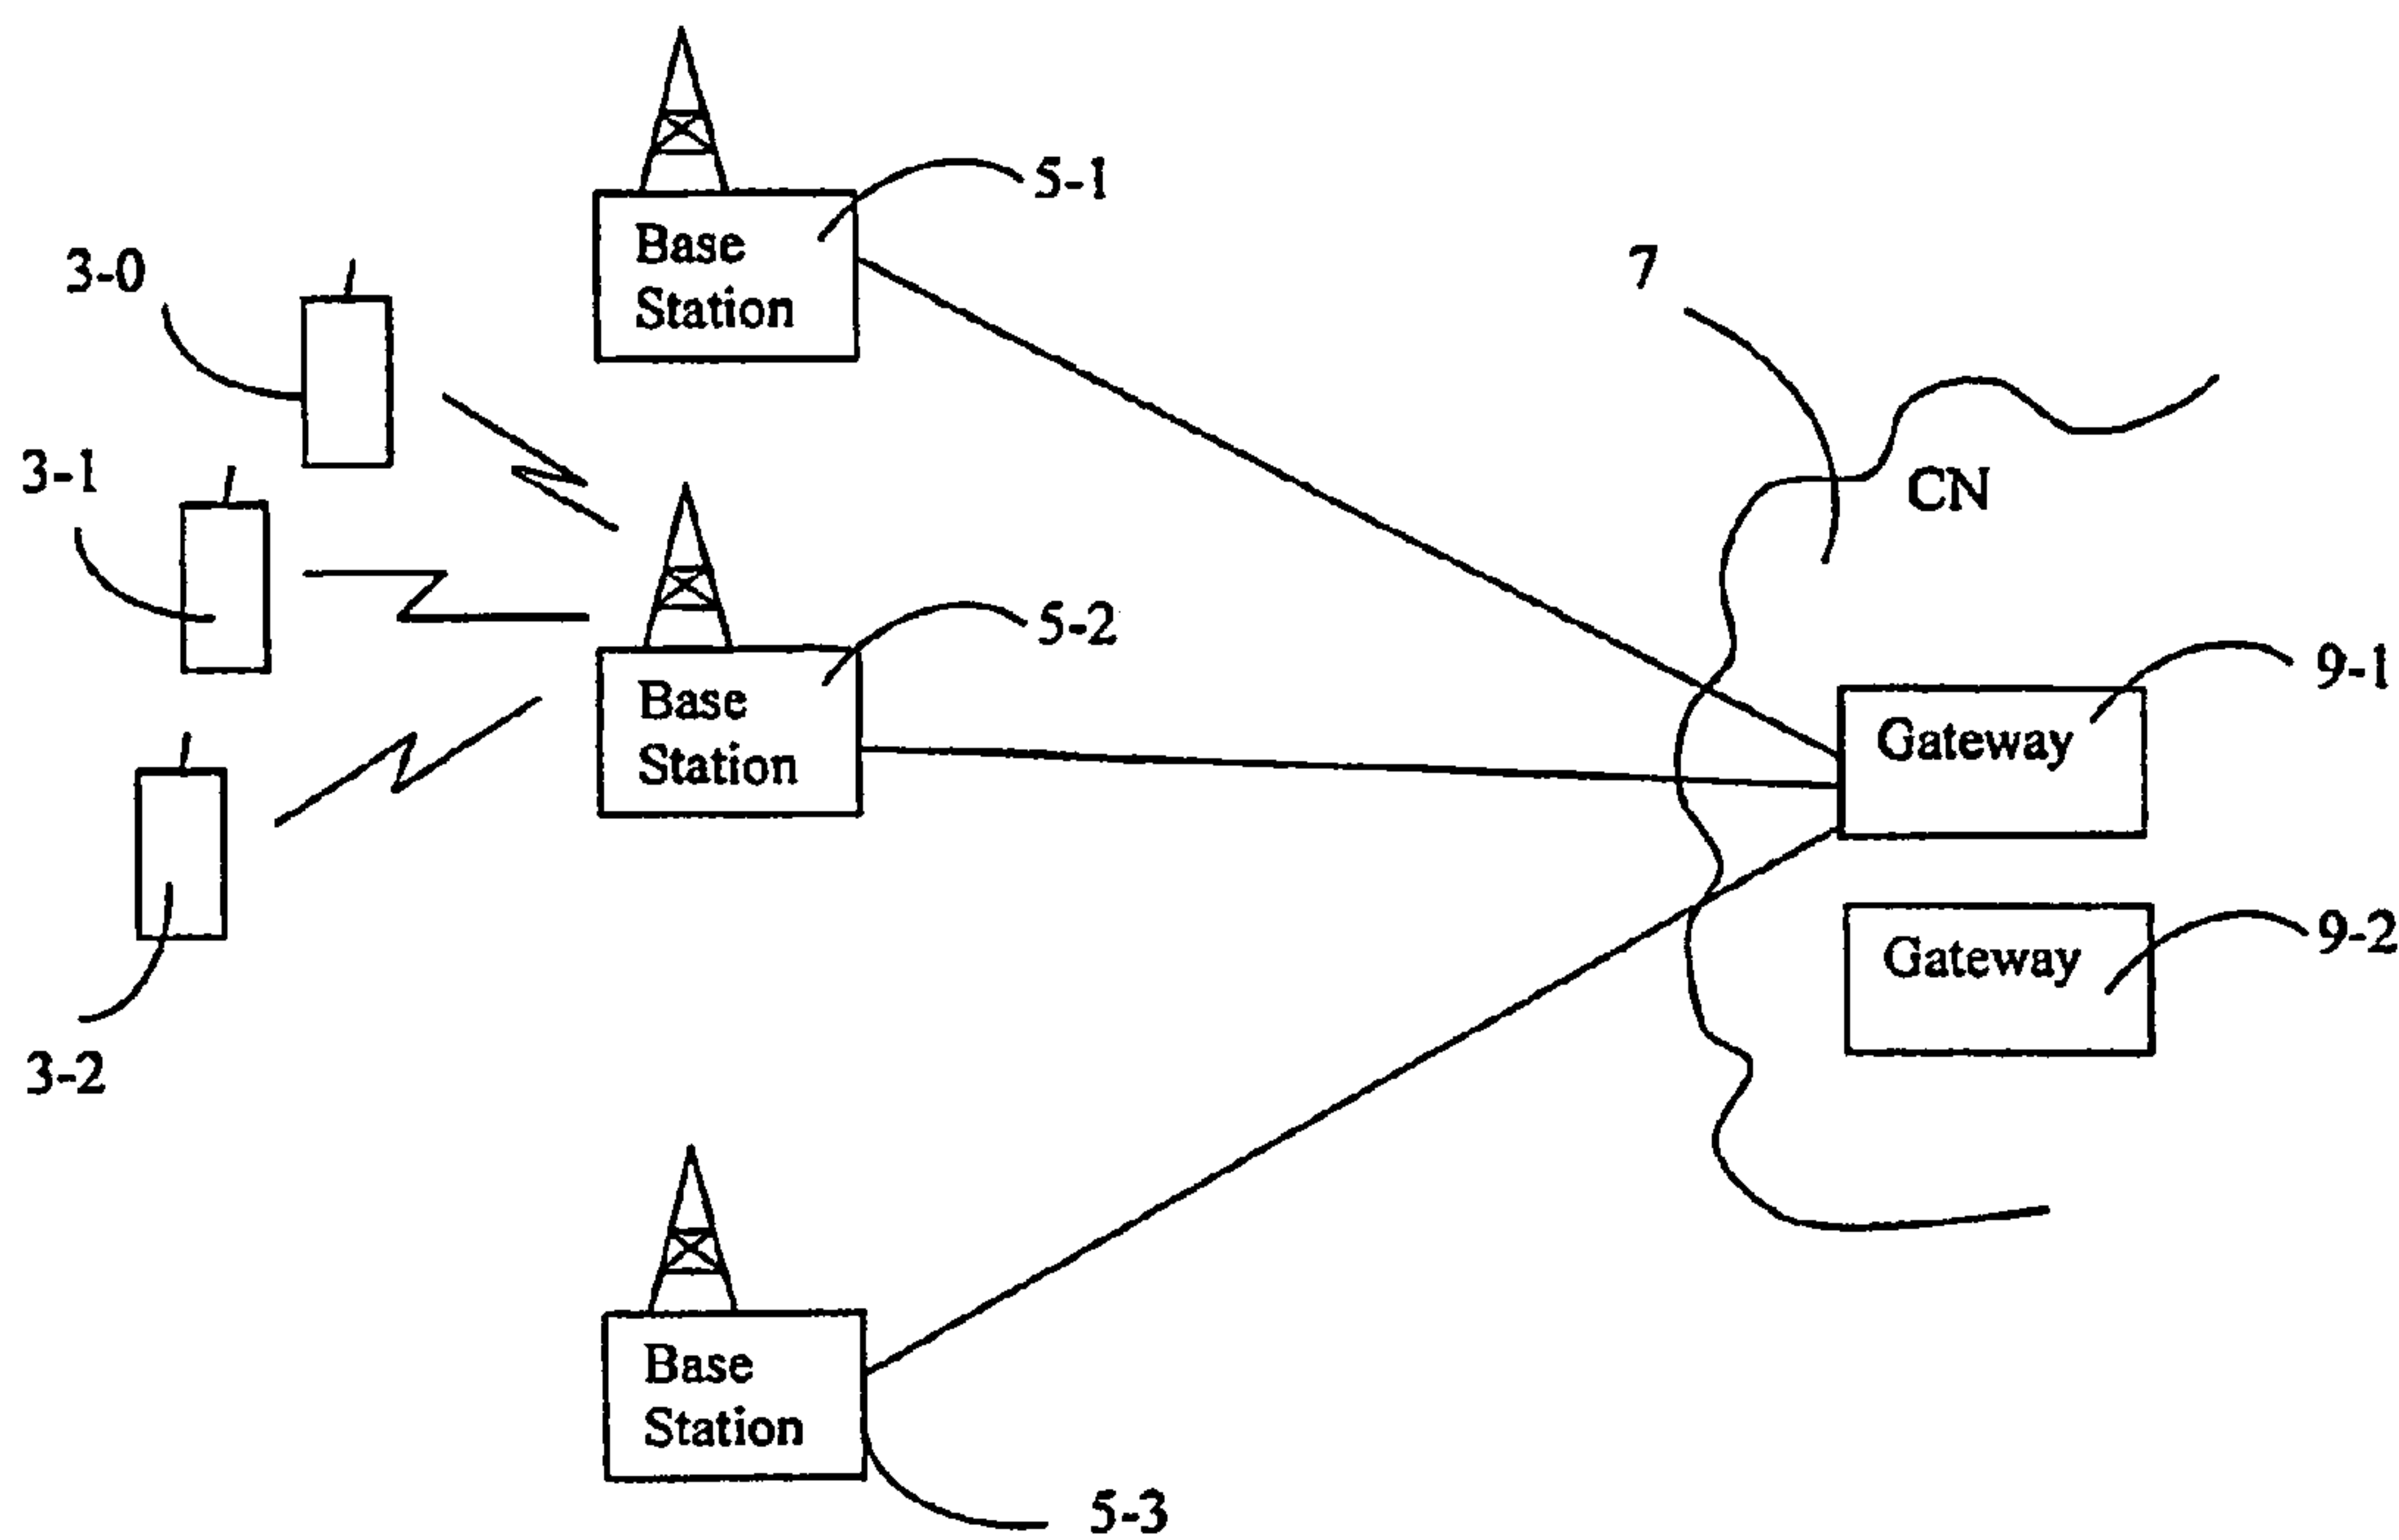 5-1
Base
Station
3-0
7
3-1
CN
5-2
Base
Station
9-1
Gateway
9-2
Gateway
3-2
Base
Station
5-3